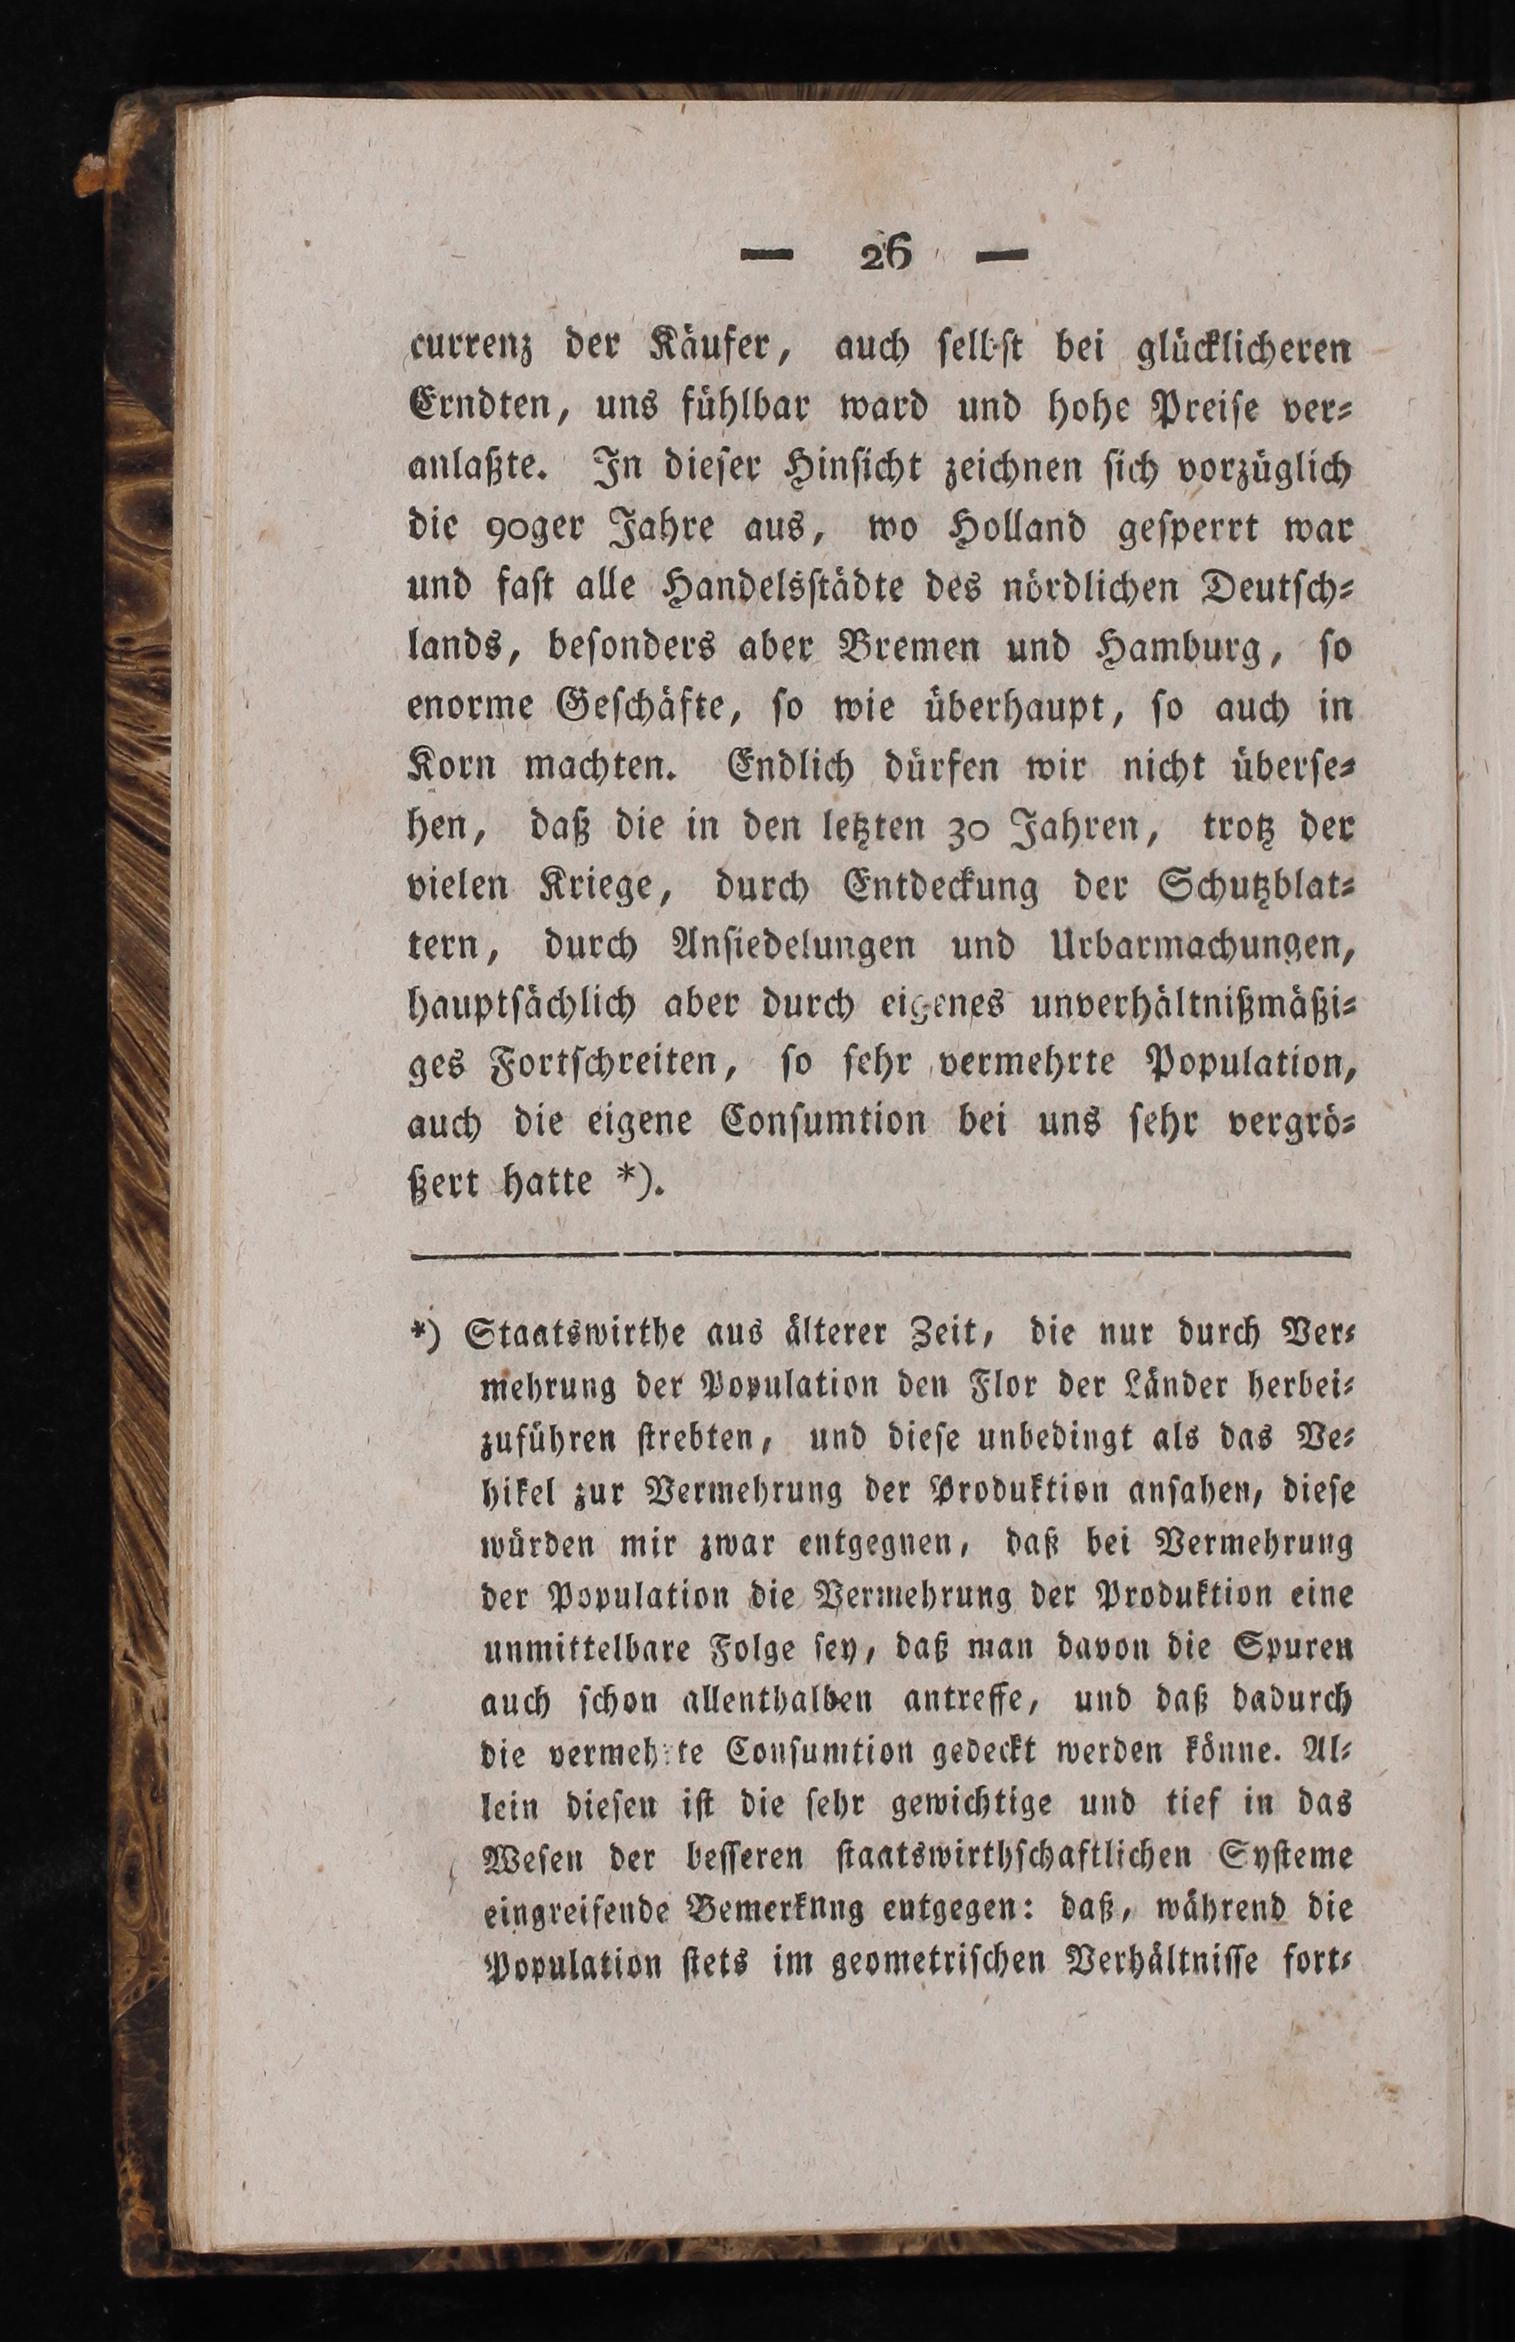 — 26 —
currenz der Käufer, auch selbst bei glücklicheren
Erndten, uns fühlbar ward und hohe Preise ver⸗
anlaßte. In dieser Hinsicht zeichnen sich vorzüglich
die 90ger Jahre aus, wo Holland gesperrt war
und fast alle Handelsstädte des nördlichen Deutsch⸗
lands, besonders aber Bremen und Hamburg, so
enorme Geschäfte, so wie überhaupt, so auch in
Korn machten. Endlich dürfen wir nicht überse⸗
hen, daß die in den letzten 30 Jahren, trotz der
vielen Kriege, durch Entdeckung der Schutzblat⸗
tern, durch Ansiedelungen und Urbarmachungen,
hauptsächlich aber durch eigenes unverhältnißmäßi⸗
ges Fortschreiten, so sehr vermehrte Population,
auch die eigene Consumtion bei uns sehr vergrö⸗
ßert hatte *).
*) Staatswirthe aus älterer Zeit, die nur durch Ver⸗
mehrung der Population den Flor der Länder herbei⸗
zuführen strebten, und diese unbedingt als das Ve⸗
hikel zur Vermehrung der Produktion ansahen, diese
würden mir zwar entgegnen, daß bei Vermehrung
der Population die Vermehrung der Produktion eine
unmittelbare Folge sey, daß man davon die Spuren
auch schon allenthalben antreffe, und daß dadurch
die vermehrte Consumtion gedeckt werden könne. Al⸗
lein diesen ist die sehr gewichtige und tief in das
Wesen der besseren staatswirthschaftlichen Systeme
eingreifende Bemerknng entgegen: daß, während die
Population stets im geometrischen Verhältnisse fort⸗